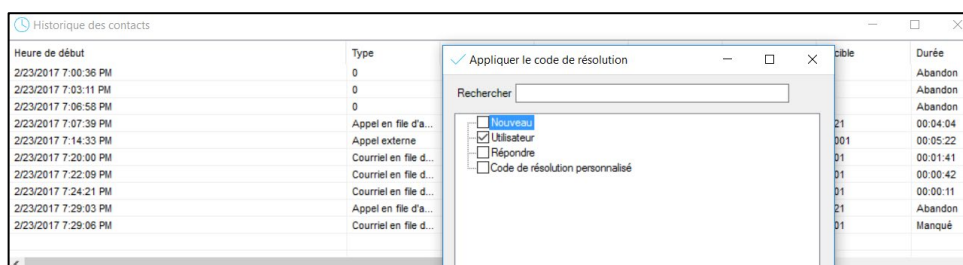 Historique des contacts
Heure de début Type cible Durée
2/23/2017 7:00:36 PM 0 Abandon
2/23/2017 7:03:11 PM 0 Abandon
2/23/2017 7:06:58 PM 0 Abandon
2/23/2017 7:07:39 PM Appel en file d'a... 21 00:04:04
2/23/2017 7:14:33 PM Appel externe 001 00:05:22
2/23/2017 7:20:00 PM Courriel en file d... 01 00:01:41
2/23/2017 7:22:09 PM Courriel en file d... 01 00:00:42
2/23/2017 7:24:21 PM Courriel en file d... 01 00:00:11
2/23/2017 7:29:03 PM Appel en file d'a... 21 Abandon
2/23/2017 7:29:06 PM Courriel en file d... 01 Manqué
Appliquer le code de résolution
Rechercher
Nouveau
Utilisateur
Répondre
Code de résolution personnalisé